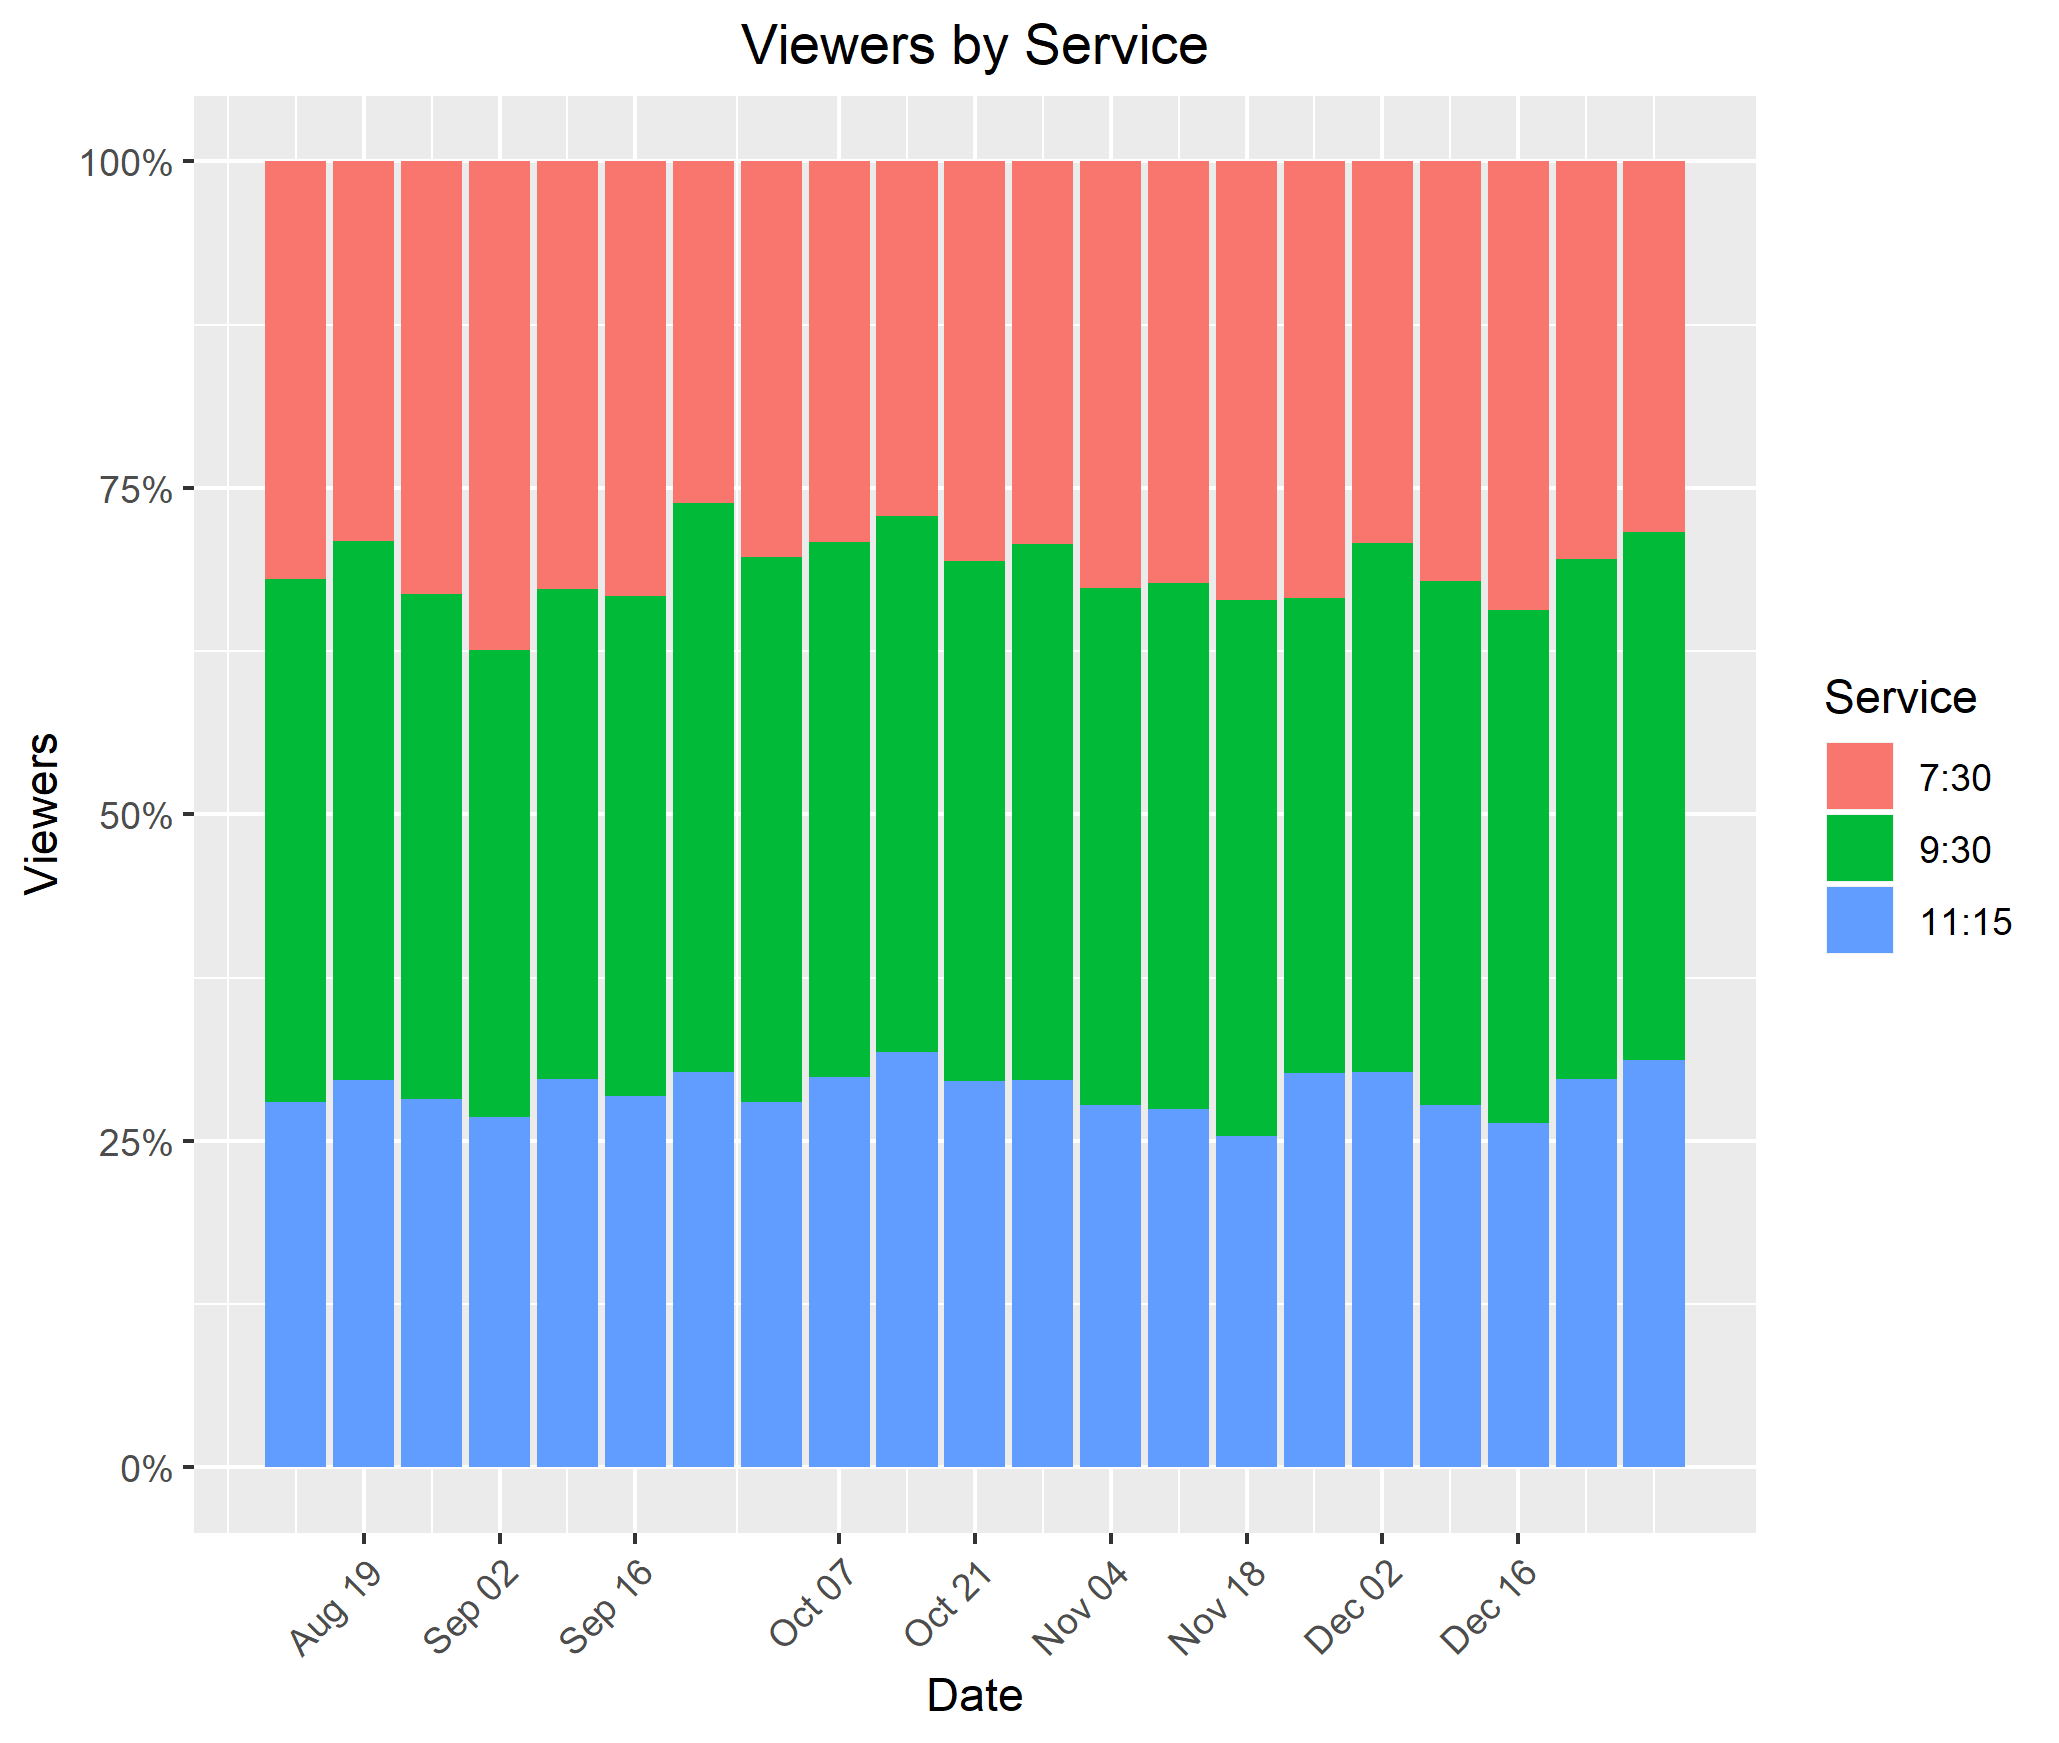 Viewers by Service
100%
75%
50%
25%
0%
Viewers
Aug 19
Sep 02
Sep 16
Oct 07
Oct 21
Nov 04
Nov 18
Dec 02
Dec 16
Date
Service
7:30
9:30
11:15